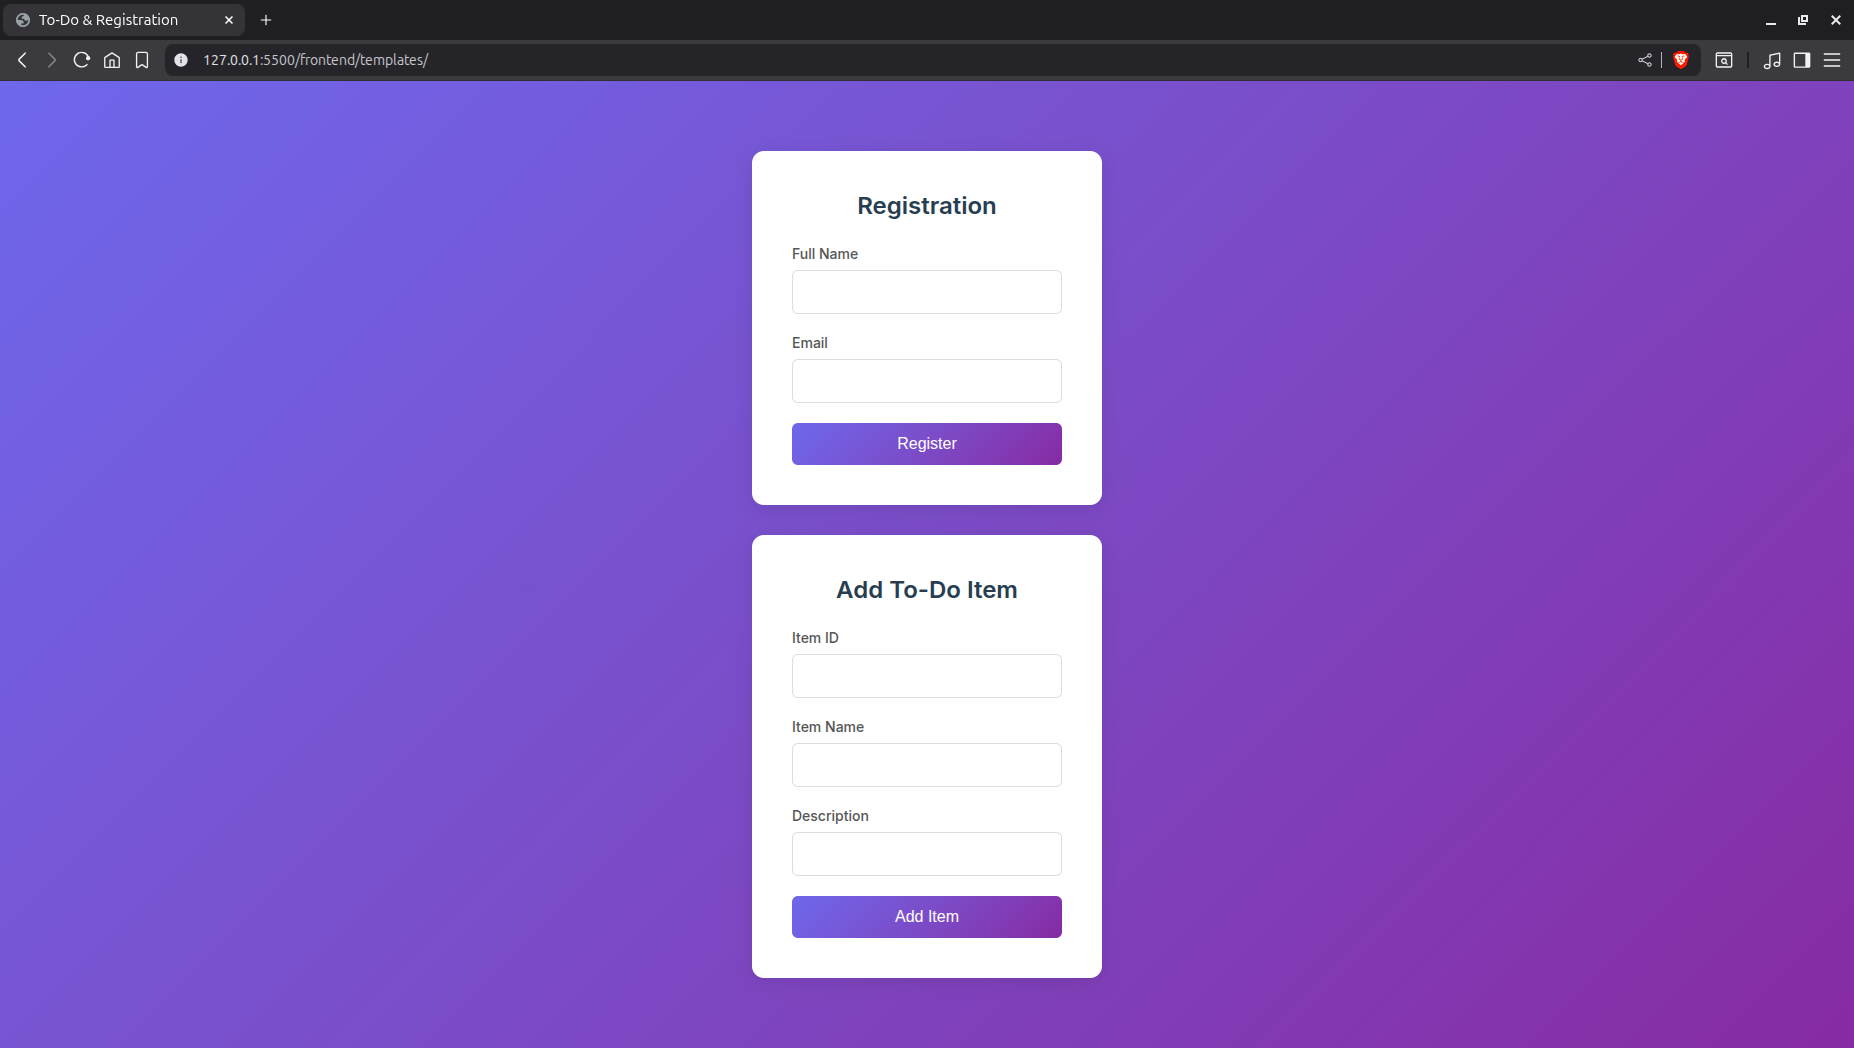 To-Do & Registration
127.0.0.1:5500/frontend/templates/
Registration
Full Name
Email
Register
Add To-Do Item
Item ID
Item Name
Description
Add Item